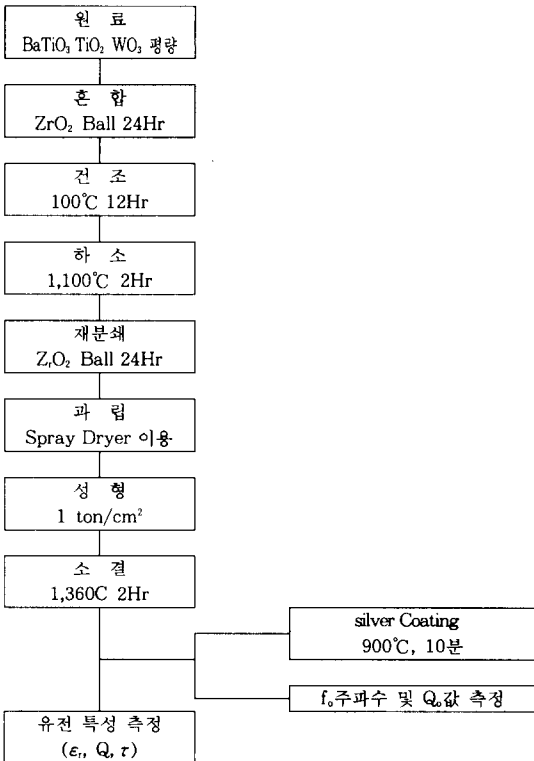 원 료
BaTiO₃ TiO₂ WO₃ 평량
혼 합
ZrO₂ Ball 24Hr
건 조
100℃ 12Hr
하 소
1,100℃ 2Hr
재분쇄
ZᵣO₂ Ball 24Hr
과 립
Spray Dryer 이용
성 형
1 ton/cm²
소 결
1,360C 2Hr
silver Coating
900℃, 10분
f₀주파수 및 Q₀값 측정
유전 특성 측정
(εᵣ, Q, τ)